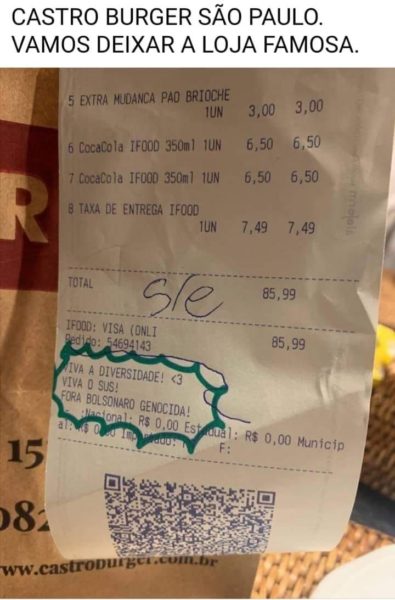 CASTRO BURGER SÃO PAULO.
VAMOS DEIXAR A LOJA FAMOSA.
5 EXTRA MUDANCA PAO BRIOCHE
1UN 3,00 3,00
6 CocaCola IFOOD 350ml 1UN 6,50 6,50
7 CocaCola IFOOD 350ml 1UN 6,50 6,50
8 TAXA DE ENTREGA IFOOD
1UN 7,49 7,49
R
TOTAL 85,99
IFOOD: VISA (ONLI 85,99
Pedido: 54694143
VIVA A DIVERSIDADE! <3
VIVA O SUS!
FORA BOLSONARO GENOCIDA!
Nacional: R$ 0,00 Estadual: R$ 0,00 Municip
al: R$ 0,00 F:
15
082
www.castroburger.com.br